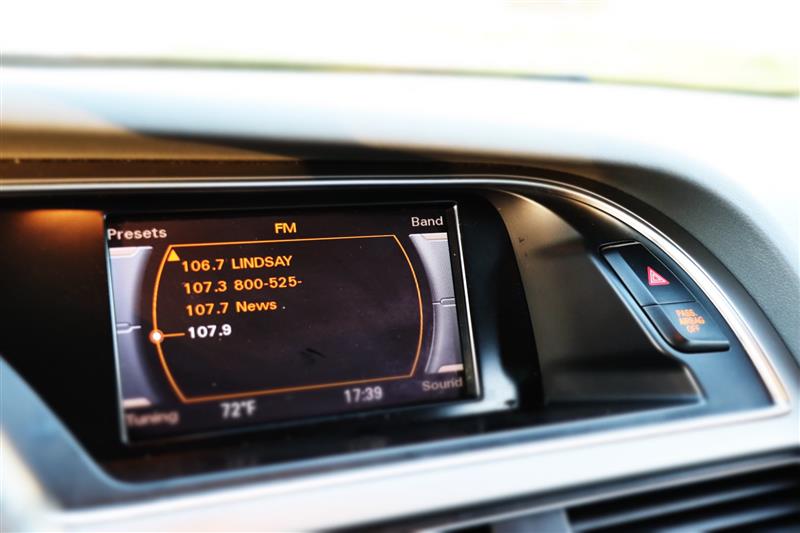 Presets
FM
Band
106.7 LINDSAY
107.3 800-525-
107.7 News
107.9
Tuning
72°F
17:39
Sound
PASS.
AIRBAG
OFF